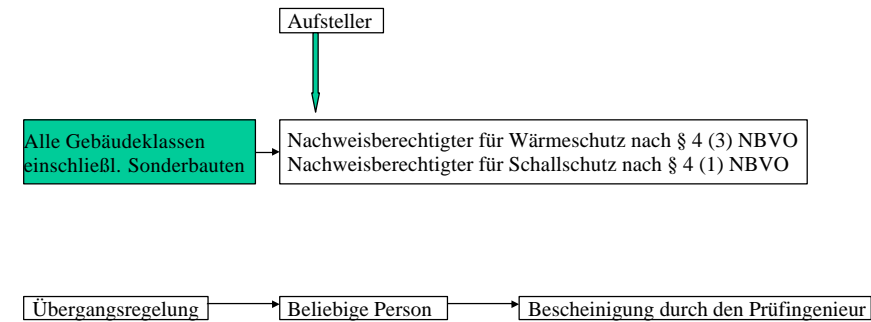 Aufsteller
Alle Gebäudeklassen
einschließl. Sonderbauten
Nachweisberechtigter für Wärmeschutz nach § 4 (3) NBVO
Nachweisberechtigter für Schallschutz nach § 4 (1) NBVO
Übergangsregelung
Beliebige Person
Bescheinigung durch den Prüfingenieur